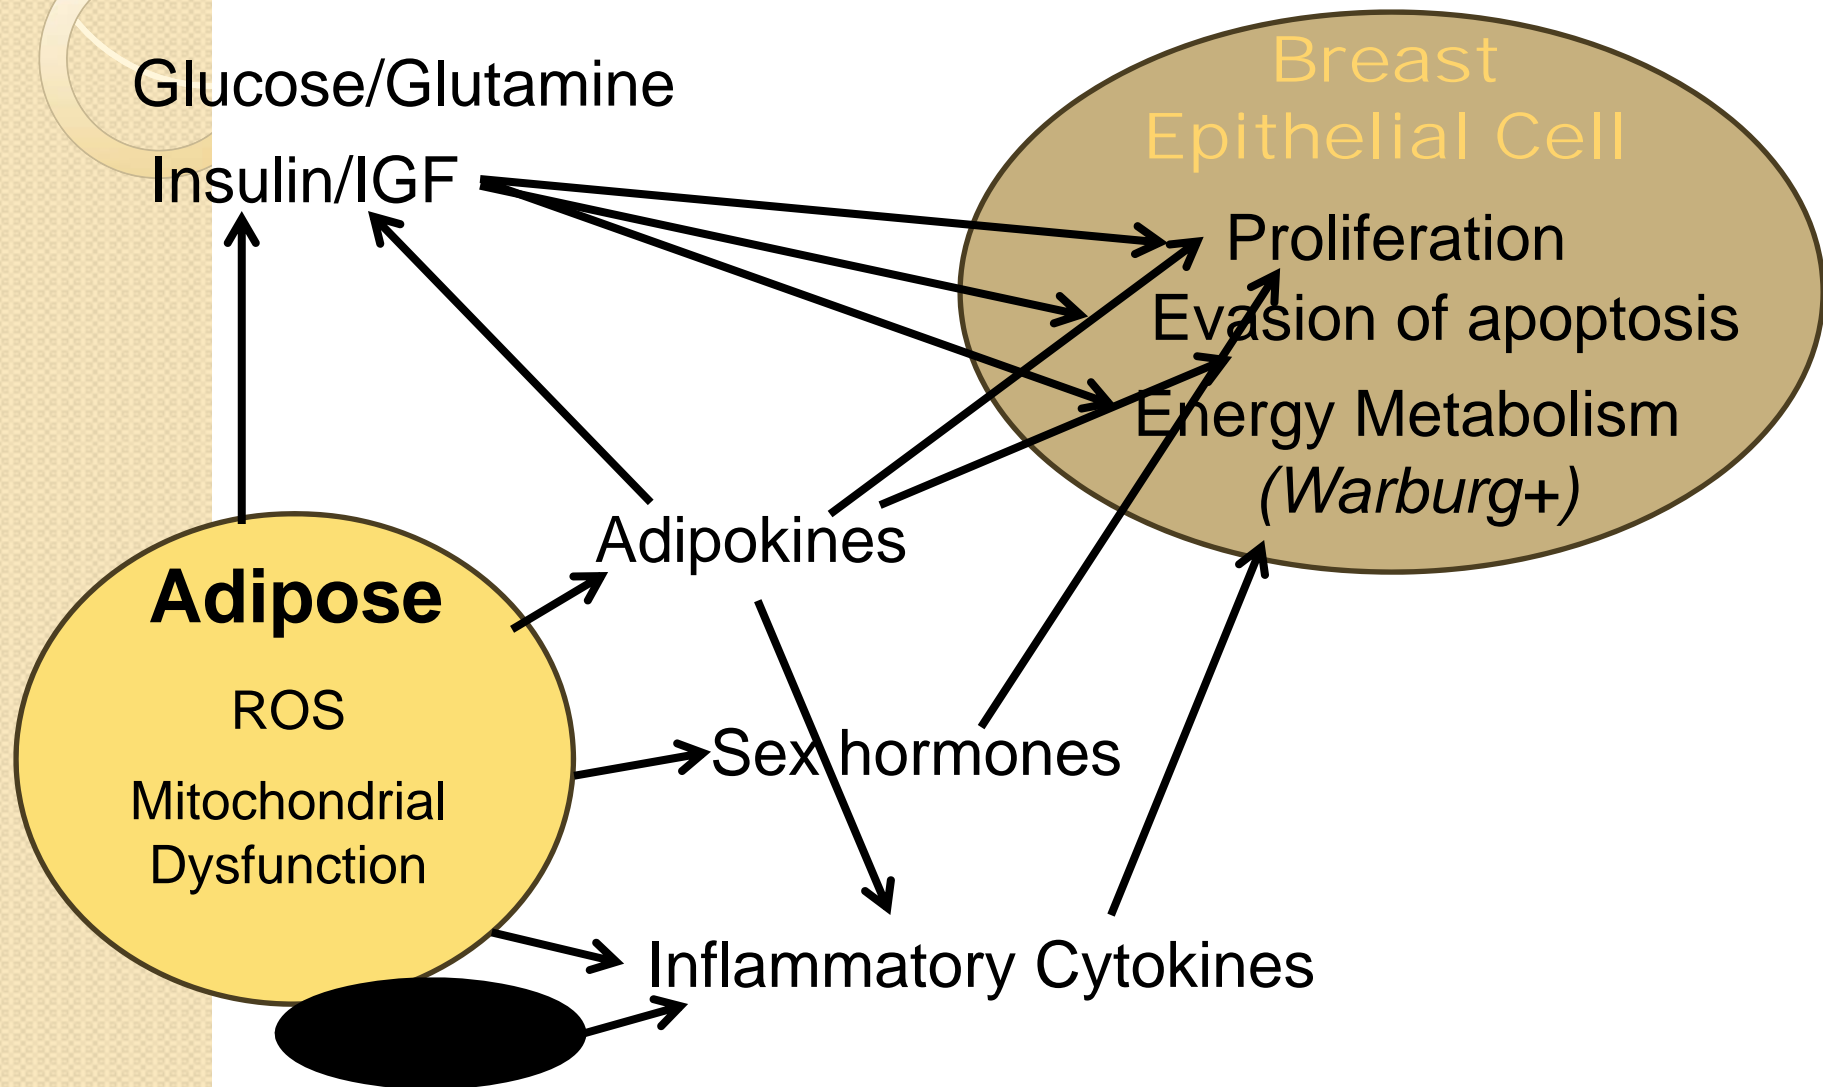 Glucose/Glutamine
Insulin/IGF
Breast
Epithelial Cell
Proliferation
Evasion of apoptosis
Energy Metabolism
(Warburg+)
Adipokines
Adipose
ROS
Mitochondrial
Dysfunction
Sex hormones
Inflammatory Cytokines